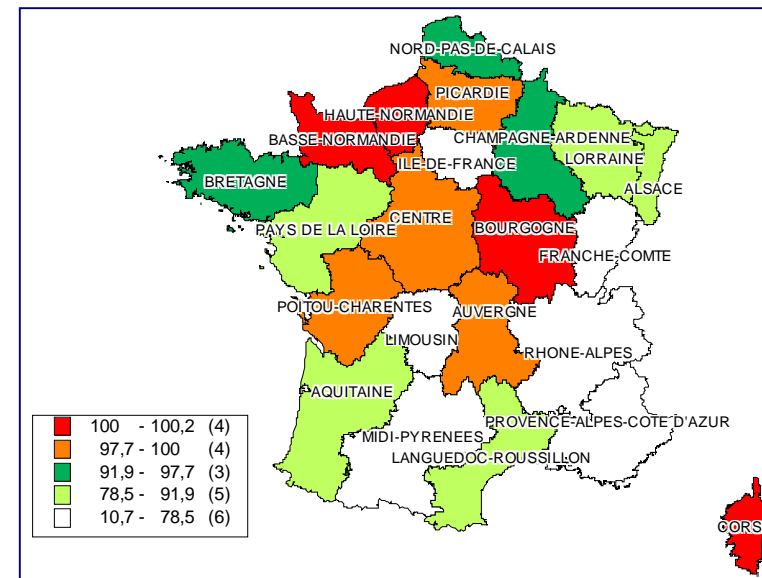 NORD-PAS-DE-CALAIS
PICARDIE
HAUTE-NORMANDIE
BASSE-NORMANDIE
CHAMPAGNE-ARDENNE
ILE-DE-FRANCE
LORRAINE
ALSACE
BRETAGNE
PAYS DE LA LOIRE
CENTRE
BOURGOGNE
FRANCHE-COMTE
POITOU-CHARENTES
AUVERGNE
LIMOUSIN
RHONE-ALPES
AQUITAINE
PROVENCE-ALPES-COTE D'AZUR
MIDI-PYRENEES
LANGUEDOC-ROUSSILLON
CORS
100 - 100,2 (4)
97,7 - 100 (4)
91,9 - 97,7 (3)
78,5 - 91,9 (5)
10,7 - 78,5 (6)